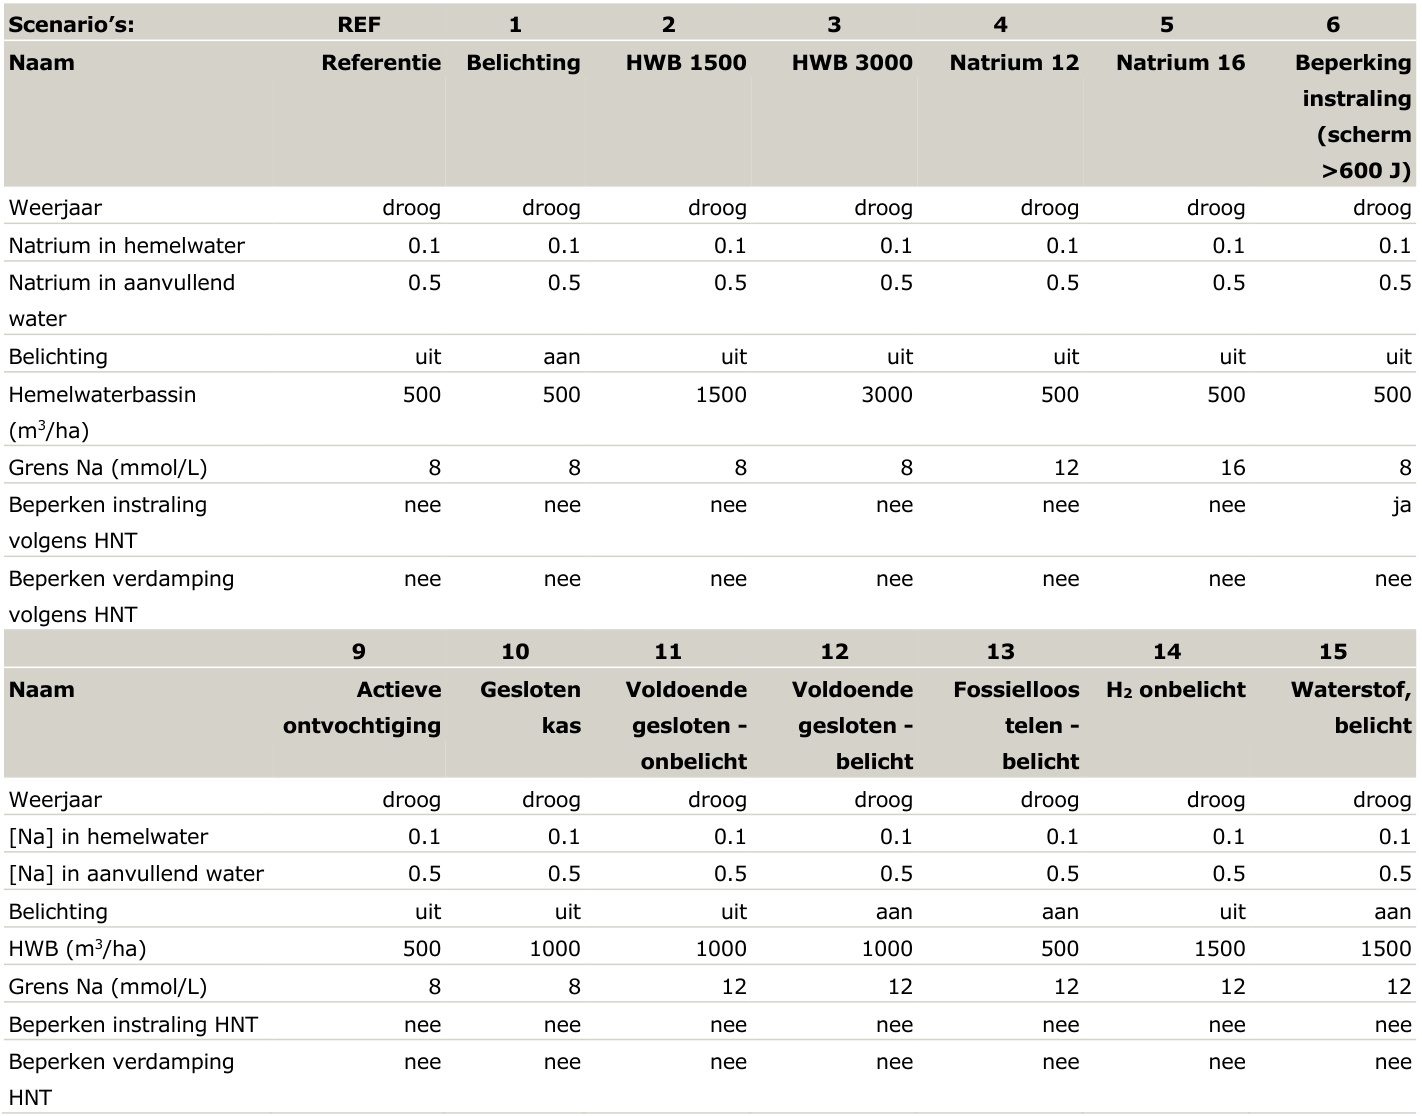 Scenario’s: REF 1 2 3 4 5 6
Naam Referentie Belichting HWB 1500 HWB 3000 Natrium 12 Natrium 16 Beperking
instraling
(scherm
>600 J)
Weerjaar droog droog droog droog droog droog droog
Natrium in hemelwater 0.1 0.1 0.1 0.1 0.1 0.1 0.1
Natrium in aanvullend 0.5 0.5 0.5 0.5 0.5 0.5 0.5
water
Belichting uit aan uit uit uit uit uit
Hemelwaterbassin 500 500 1500 3000 500 500 500
(m³/ha)
Grens Na (mmol/L) 8 8 8 8 12 16 8
Beperken instraling nee nee nee nee nee nee ja
volgens HNT
Beperken verdamping nee nee nee nee nee nee nee
volgens HNT
9 10 11 12 13 14 15
Naam Actieve Gesloten Voldoende Voldoende Fossielloos H₂ onbelicht Waterstof,
ontvochtiging kas gesloten - gesloten - telen - belicht
onbelicht belicht belicht
Weerjaar droog droog droog droog droog droog droog
[Na] in hemelwater 0.1 0.1 0.1 0.1 0.1 0.1 0.1
[Na] in aanvullend water 0.5 0.5 0.5 0.5 0.5 0.5 0.5
Belichting uit uit uit aan aan uit aan
HWB (m³/ha) 500 1000 1000 1000 500 1500 1500
Grens Na (mmol/L) 8 8 12 12 12 12 12
Beperken instraling HNT nee nee nee nee nee nee nee
Beperken verdamping nee nee nee nee nee nee nee
HNT